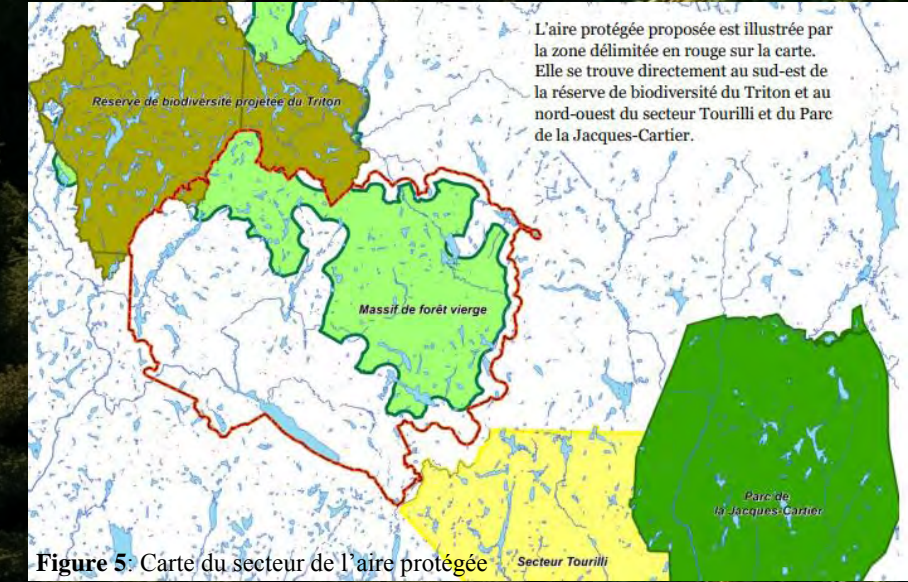 L'aire protégée proposée est illustrée par
la zone délimitée en rouge sur la carte.
Elle se trouve directement au sud-est de
la réserve de biodiversité du Triton et au
nord-ouest du secteur Tourilli et du Parc
de la Jacques-Cartier.
Réserve de biodiversité projetée du Triton
Massif de forêt vierge
Parc de
la Jacques-Cartier
Secteur Tourilli
Figure 5: Carte du secteur de l'aire protégée